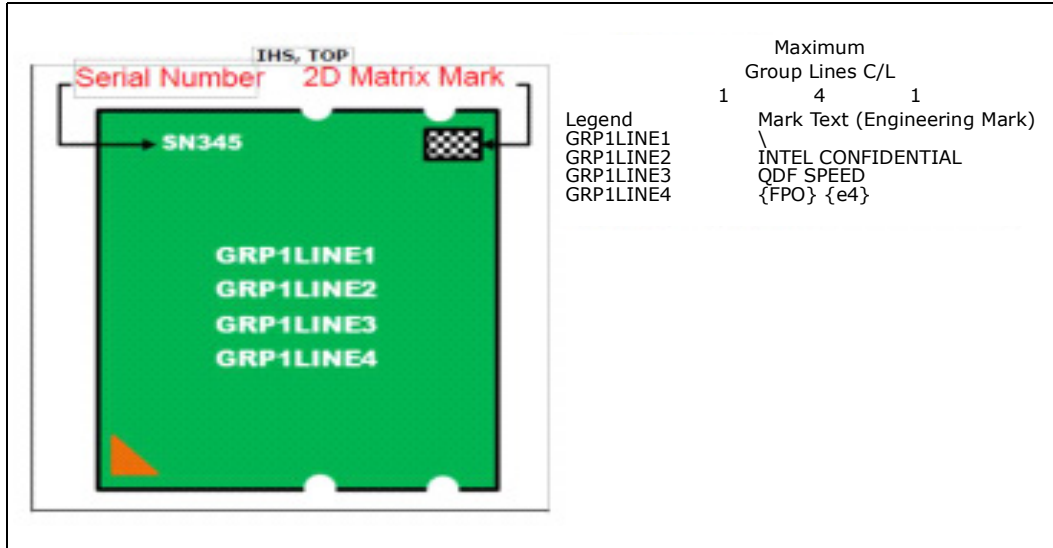 IHS, TOP
Serial Number 2D Matrix Mark
SN345
GRP1LINE1
GRP1LINE2
GRP1LINE3
GRP1LINE4
Maximum
Group Lines C/L
1 4 1
Legend Mark Text (Engineering Mark)
GRP1LINE1 \
GRP1LINE2 INTEL CONFIDENTIAL
GRP1LINE3 QDF SPEED
GRP1LINE4 {FPO} {e4}